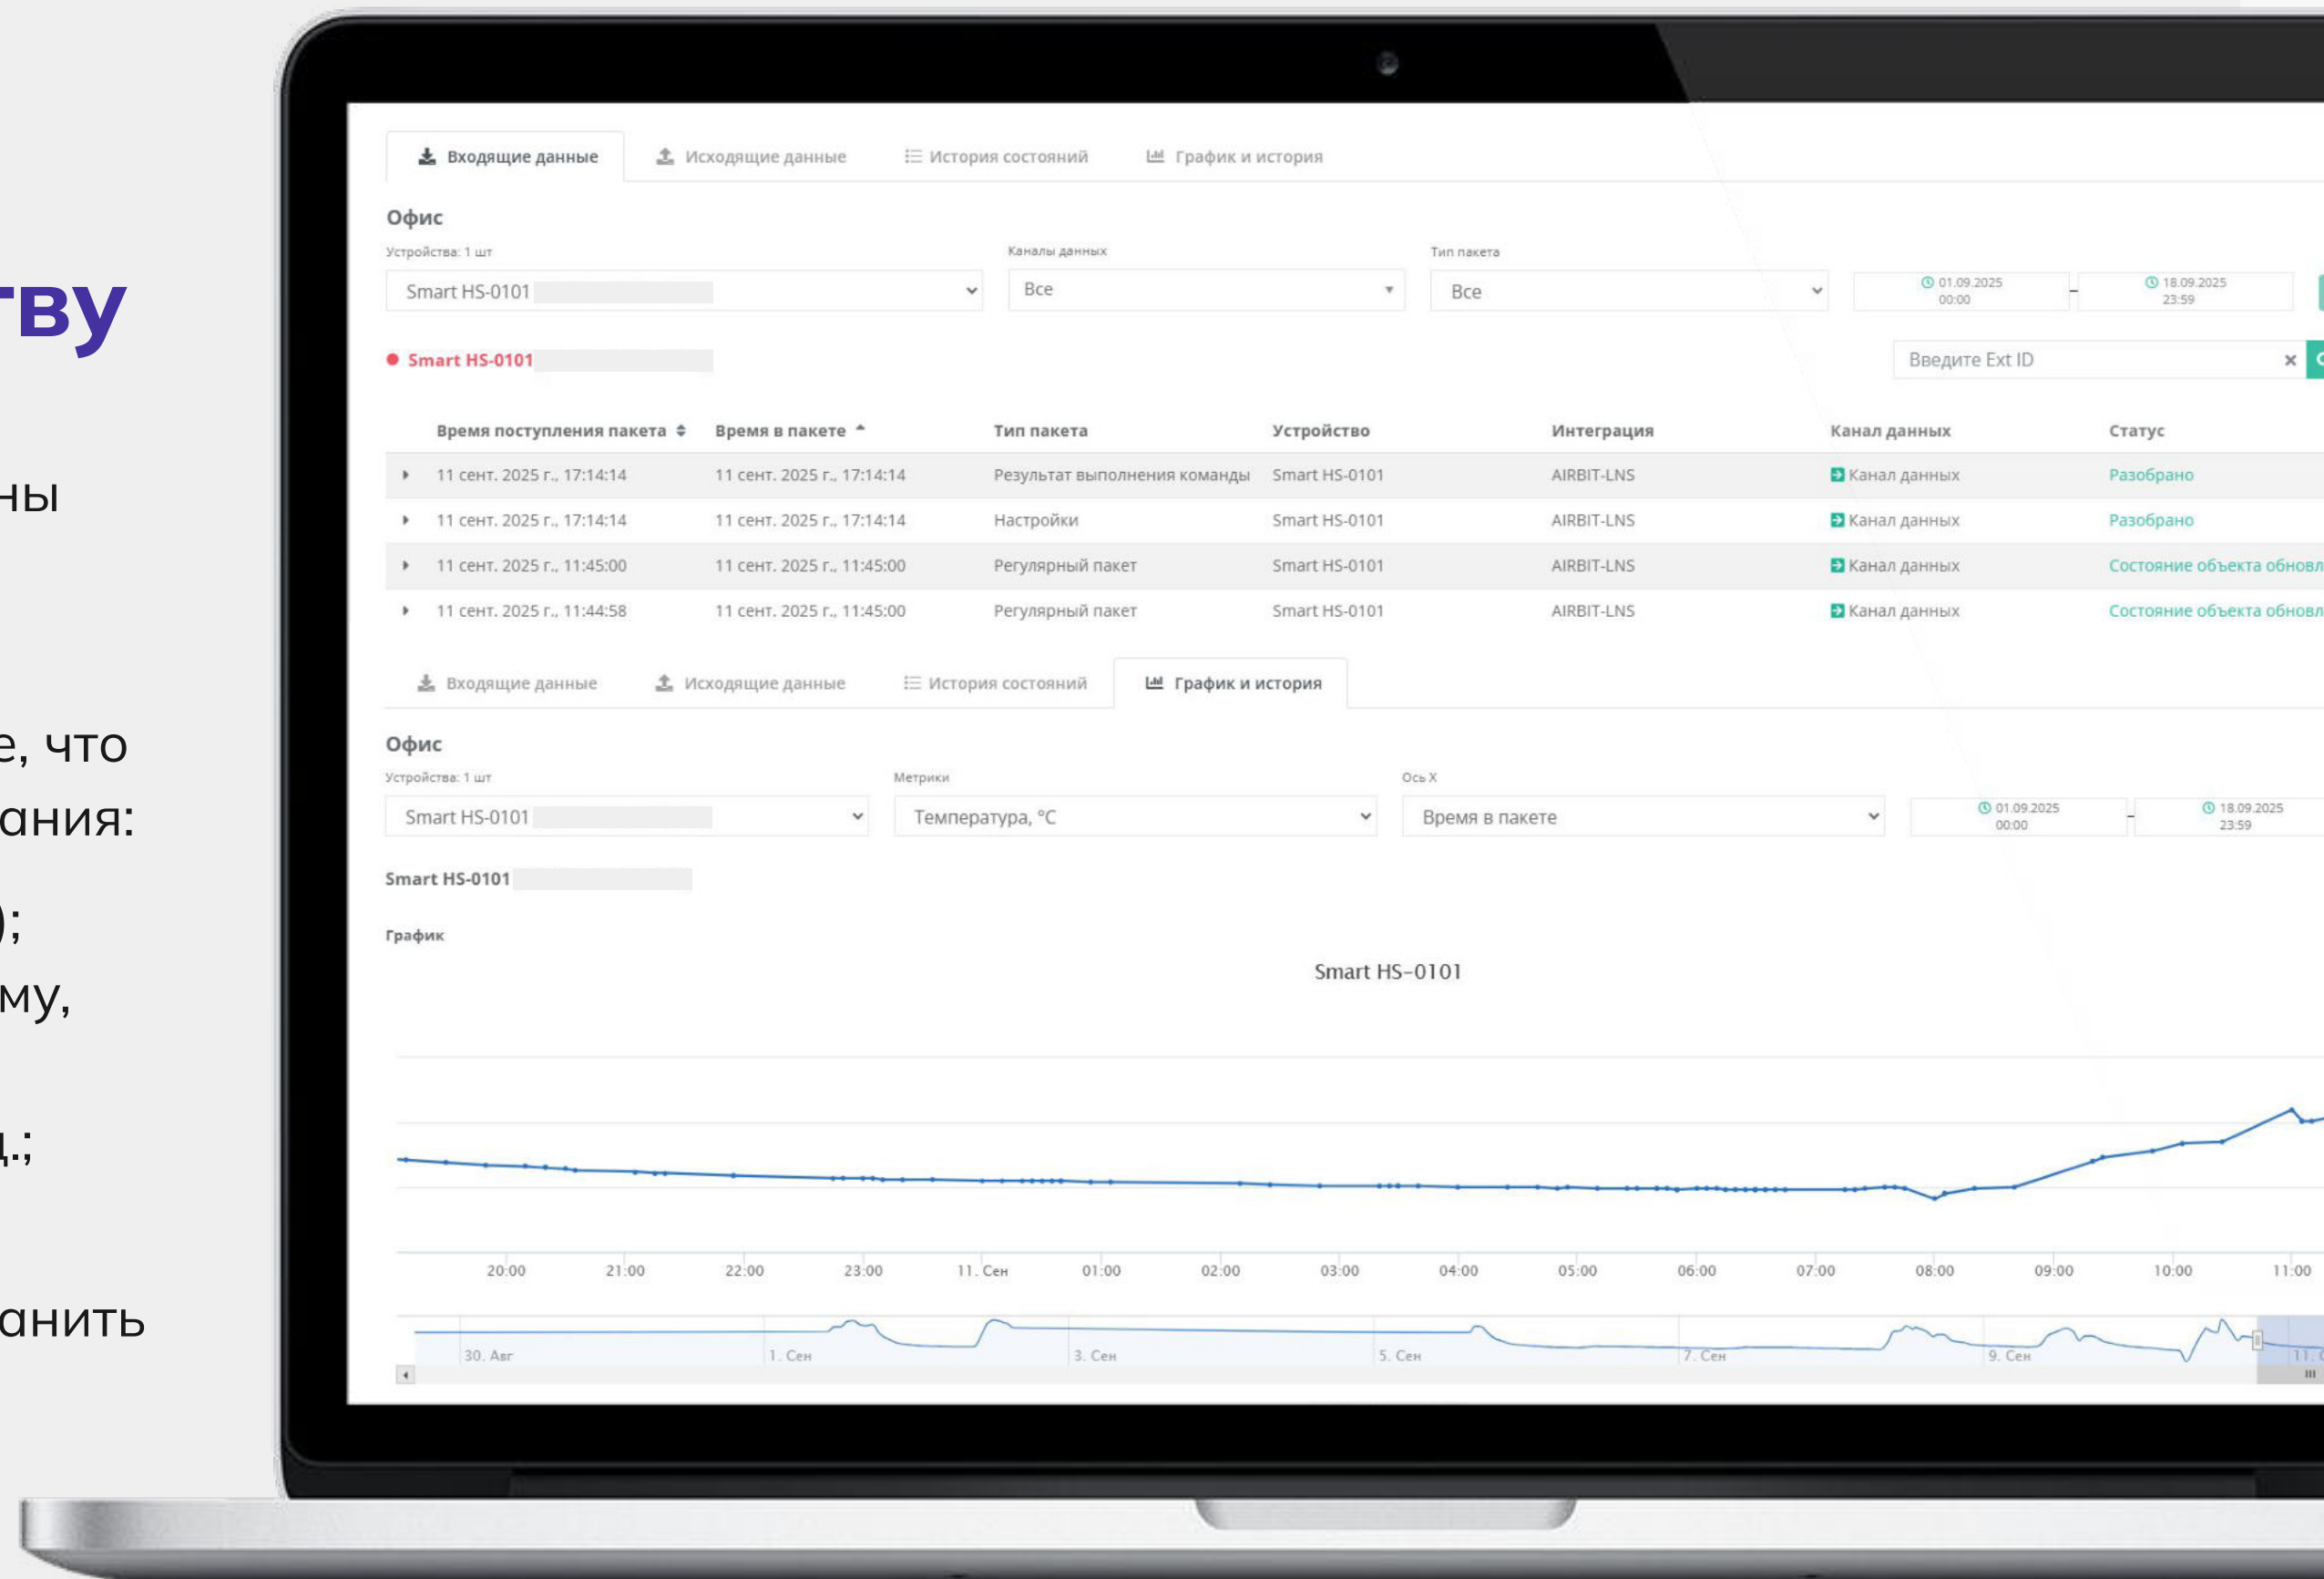 тву
ны
е, что
ания:
);
му,
д.;
анить
Входящие данные Исходящие данные История состояний График и история
Офис
Устройства: 1 шт Каналы данных Тип пакета
Smart HS-0101 Все Все 01.09.2025 00:00 – 18.09.2025 23:59
Smart HS-0101 Введите Ext ID
Время поступления пакета Время в пакете Тип пакета Устройство Интеграция Канал данных Статус
11 сент. 2025 г., 17:14:14 11 сент. 2025 г., 17:14:14 Результат выполнения команды Smart HS-0101 AIRBIT-LNS Канал данных Разобрано
11 сент. 2025 г., 17:14:14 11 сент. 2025 г., 17:14:14 Настройки Smart HS-0101 AIRBIT-LNS Канал данных Разобрано
11 сент. 2025 г., 11:45:00 11 сент. 2025 г., 11:45:00 Регулярный пакет Smart HS-0101 AIRBIT-LNS Канал данных Состояние объекта обновл
11 сент. 2025 г., 11:44:58 11 сент. 2025 г., 11:45:00 Регулярный пакет Smart HS-0101 AIRBIT-LNS Канал данных Состояние объекта обновл
Входящие данные Исходящие данные История состояний График и история
Офис
Устройства: 1 шт Метрики Ось X
Smart HS-0101 Температура, °C Время в пакете 01.09.2025 00:00 – 18.09.2025 23:59
Smart HS-0101
График
Smart HS-0101
20:00 21:00 22:00 23:00 11. Сен 01:00 02:00 03:00 04:00 05:00 06:00 07:00 08:00 09:00 10:00 11:00
30. Авг 1. Сен 3. Сен 5. Сен 7. Сен 9. Сен 11. С